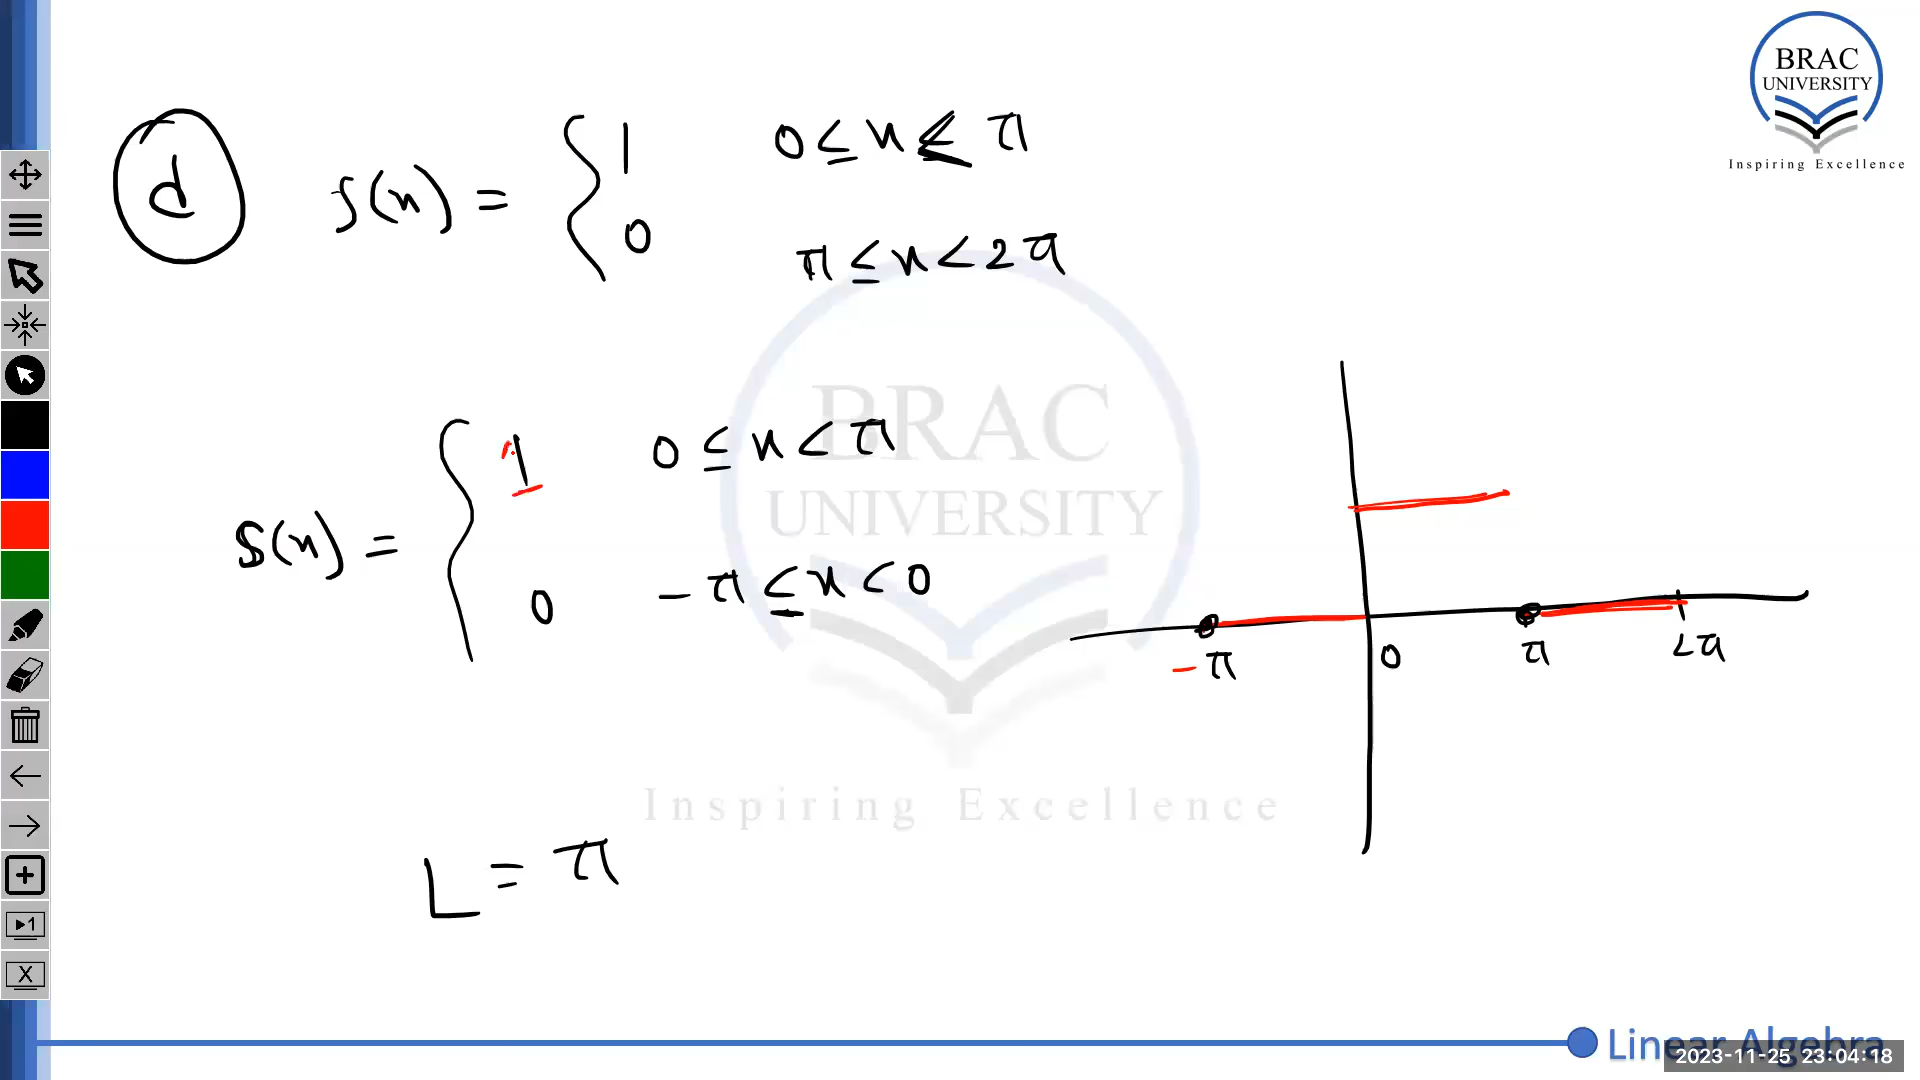 BRAC
UNIVERSITY
Inspiring Excellence
d f(x) = { 1 0 ≤ x < π
0 π ≤ x < 2π
f(x) = { 1 0 ≤ x < π
0 - π ≤ x < 0
-π 0 π 2π
L = π
BRAC
UNIVERSITY
Inspiring Excellence
1
X
Linear Algebra
2023-11-25 23:04:18